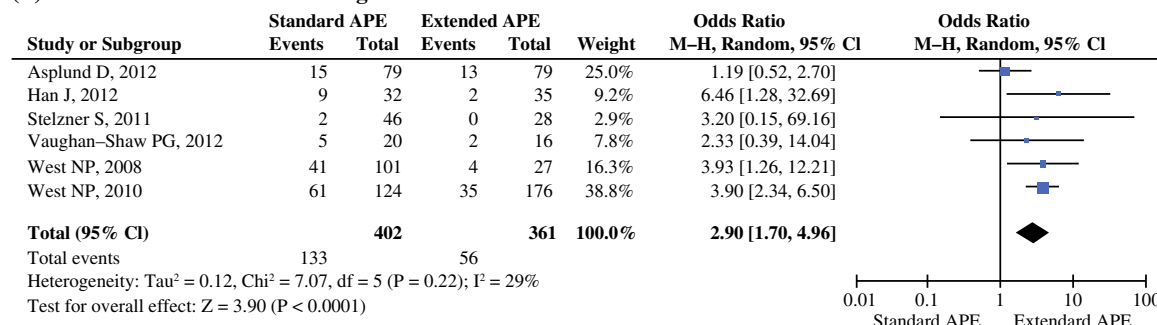 Standard APE Extended APE Odds Ratio Odds Ratio
Study or Subgroup Events Total Events Total Weight M–H, Random, 95% Cl M–H, Random, 95% Cl
Asplund D, 2012 15 79 13 79 25.0% 1.19 [0.52, 2.70]
Han J, 2012 9 32 2 35 9.2% 6.46 [1.28, 32.69]
Stelzner S, 2011 2 46 0 28 2.9% 3.20 [0.15, 69.16]
Vaughan–Shaw PG, 2012 5 20 2 16 7.8% 2.33 [0.39, 14.04]
West NP, 2008 41 101 4 27 16.3% 3.93 [1.26, 12.21]
West NP, 2010 61 124 35 176 38.8% 3.90 [2.34, 6.50]
Total (95% Cl) 402 361 100.0% 2.90 [1.70, 4.96]
Total events 133 56
Heterogeneity: Tau² = 0.12, Chi² = 7.07, df = 5 (P = 0.22); I² = 29%
Test for overall effect: Z = 3.90 (P < 0.0001)
0.01 0.1 1 10 100
Standard APE Extendard APE